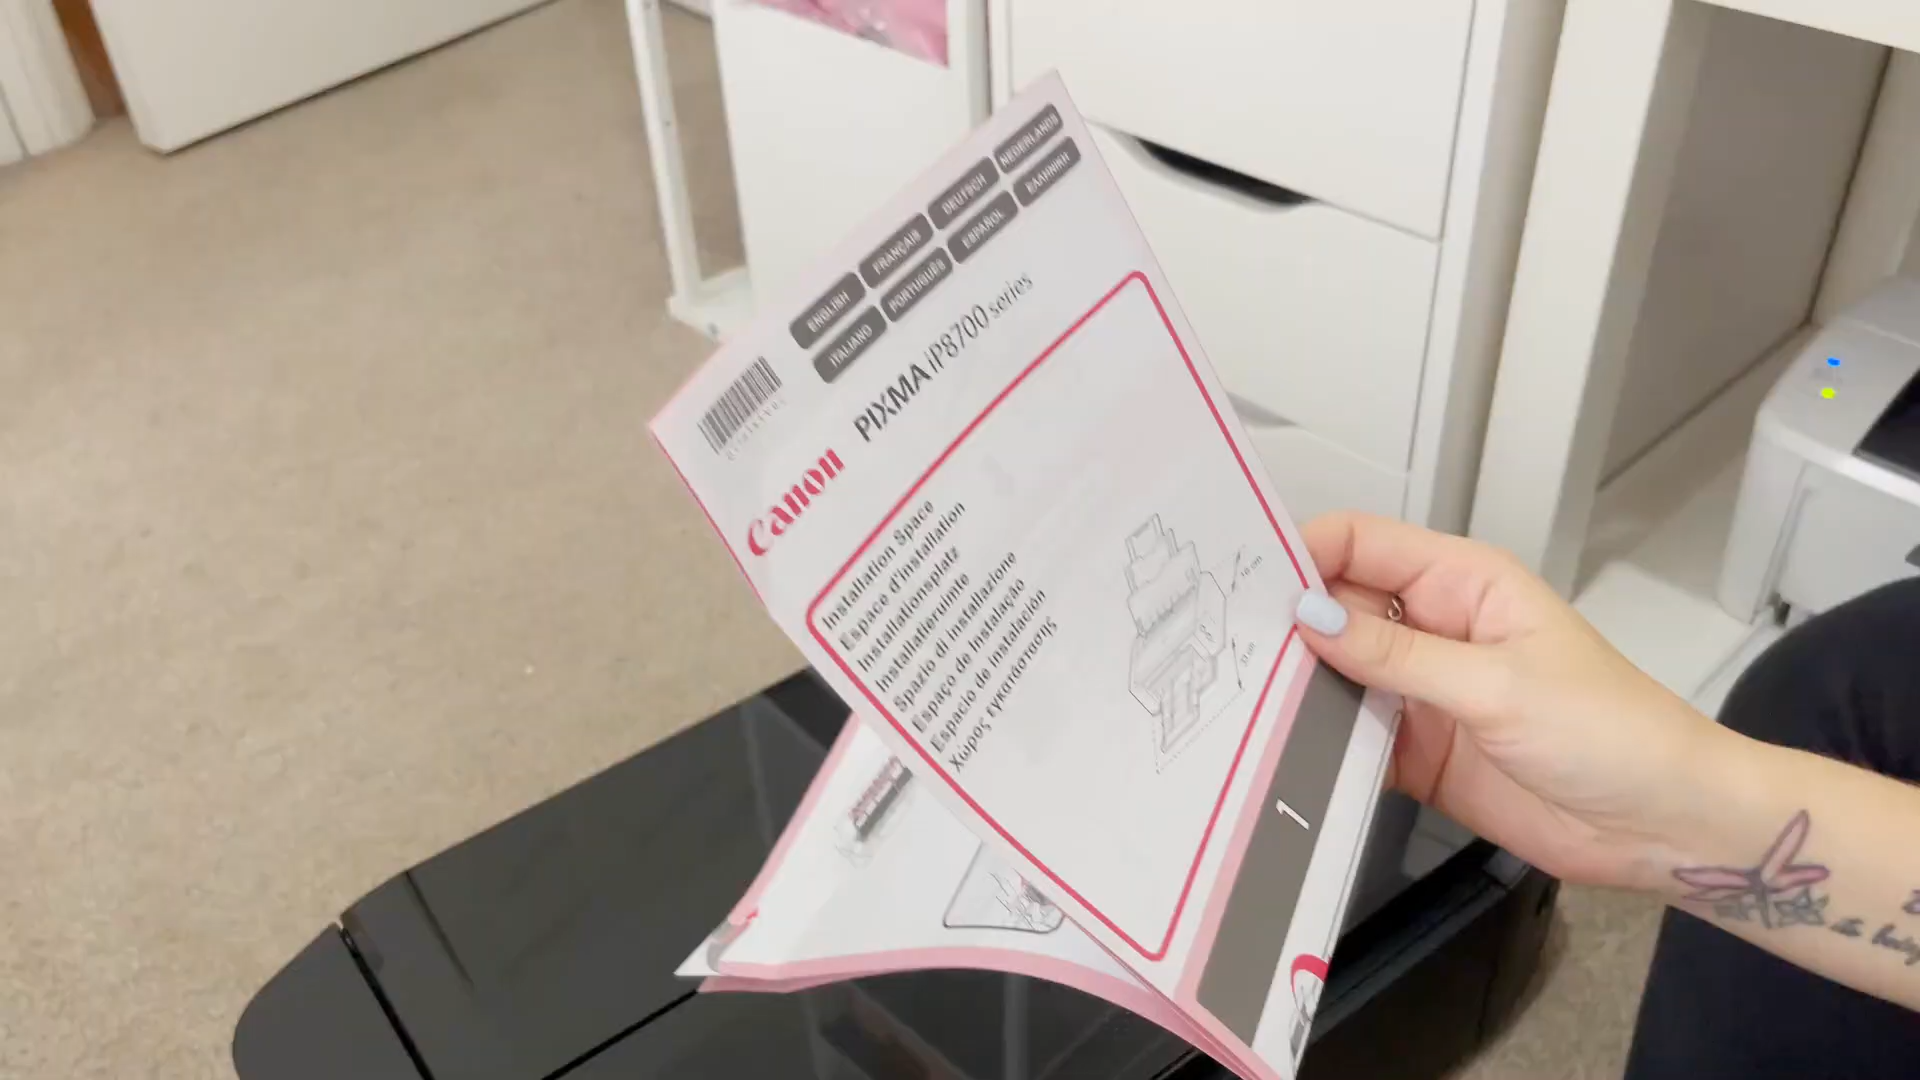 ENGLISH FRANÇAIS DEUTSCH NEDERLANDS
ITALIANO PORTUGUÊS ESPAÑOL ΕΛΛΗΝΙΚΗ
Canon PIXMA iP8700 series
Installation Space
Espace d'installation
Installationsplatz
Installatieruimte
Spazio di installazione
Espaço de instalação
Espacio de instalación
Χώρος εγκατάστασης
1